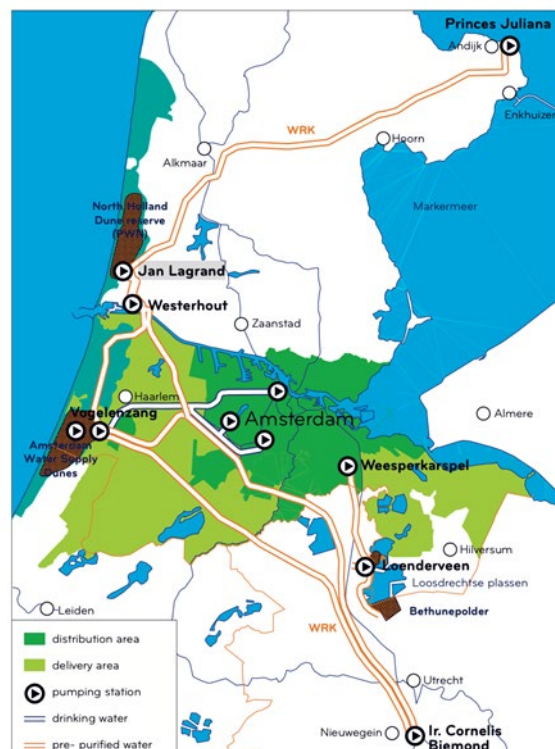 Princes Juliana
Andijk
Enkhuizen
WRK
Hoorn
Alkmaar
Markermeer
North Holland
Dune reserve
(PWN)
Jan Lagrand
Westerhout
Zaanstad
Haarlem
Almere
Vogelenzang
Amsterdam
Amsterdam
Water Supply
Dunes
Weesperkarspel
Hilversum
Loenderveen
Loosdrechtse plassen
Leiden
Bethunepolder
WRK
distribution area
delivery area
Utrecht
pumping station
drinking water
Nieuwegein
Ir. Cornelis
Biemond
pre- purified water